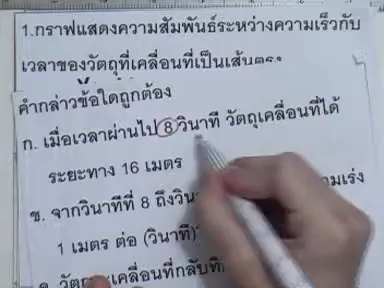 1.กราฟแสดงความสัมพันธ์ระหว่างความเร็วกับ
เวลาของวัตถุที่เคลื่อนที่เป็นเส้นตรง
คำกล่าวข้อใดถูกต้อง
ก. เมื่อเวลาผ่านไป 8 วินาที วัตถุเคลื่อนที่ได้
ระยะทาง 16 เมตร
ข. จากวินาทีที่ 8 ถึงวินา ามเร่ง
1 เมตร ต่อ (วินาที)
เคลื่อนที่กลับทิ